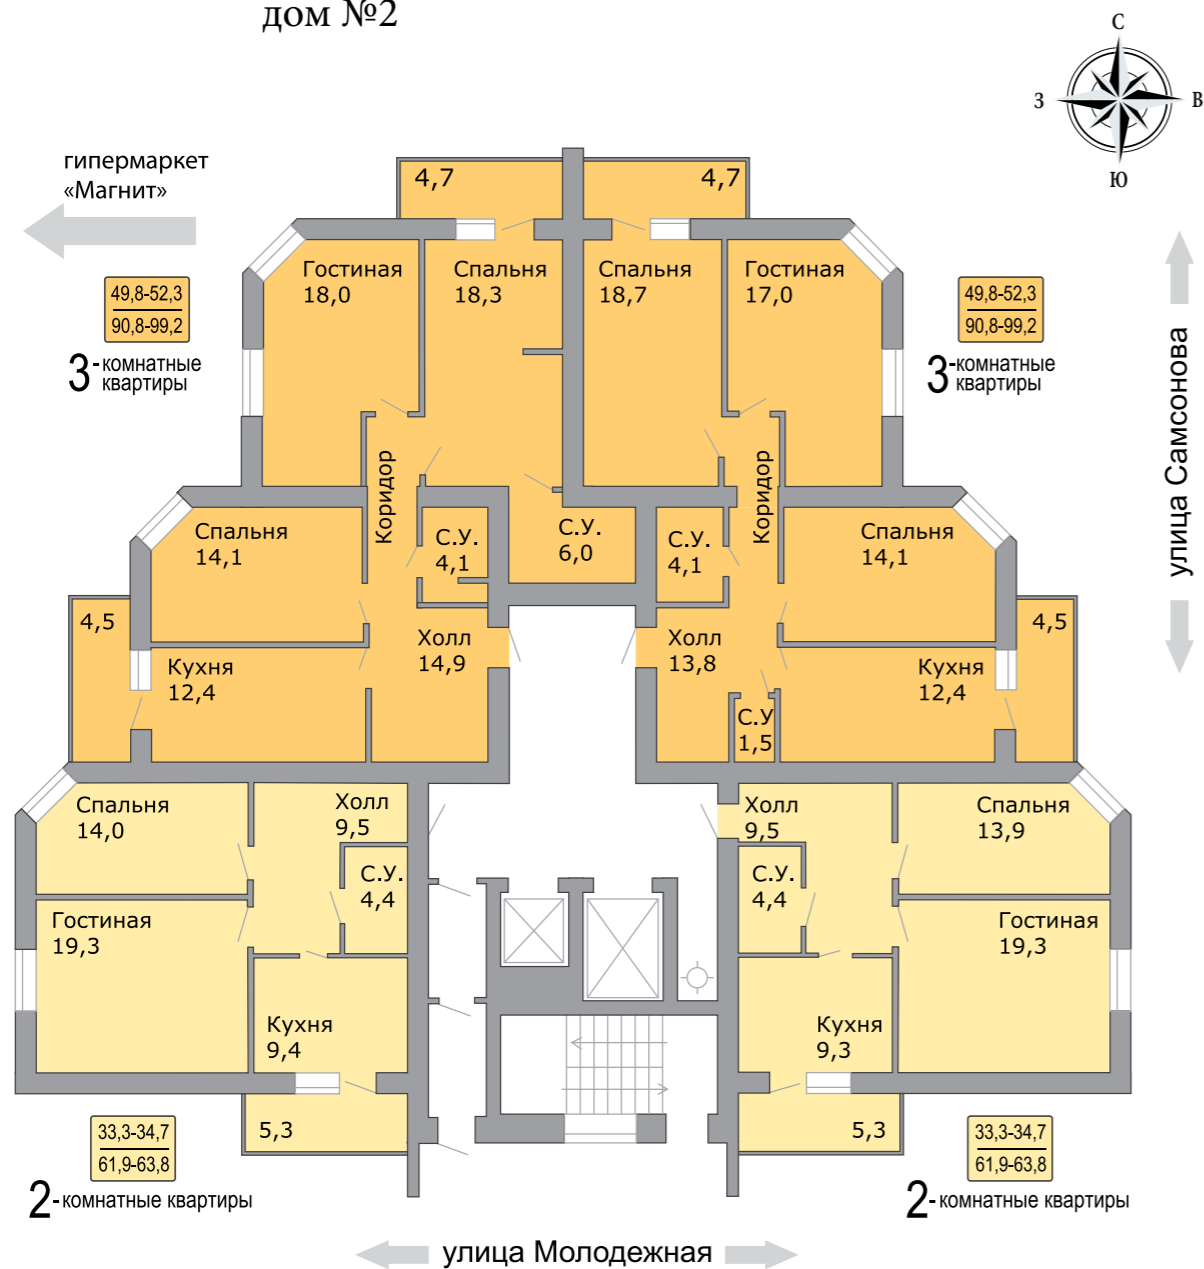 дом №2
С
З
В
Ю
гипермаркет
«Магнит»
4,7
4,7
Гостиная
18,0
Спальня
18,3
Спальня
18,7
Гостиная
17,0
49,8-52,3
90,8-99,2
3-комнатные
квартиры
49,8-52,3
90,8-99,2
3-комнатные
квартиры
улица Самсонова
Коридор
Коридор
Спальня
14,1
С.У.
4,1
С.У.
6,0
С.У.
4,1
Спальня
14,1
4,5
4,5
Холл
14,9
Холл
13,8
Кухня
12,4
Кухня
12,4
С.У
1,5
Спальня
14,0
Холл
9,5
Холл
9,5
Спальня
13,9
С.У.
4,4
С.У.
4,4
Гостиная
19,3
Гостиная
19,3
Кухня
9,4
Кухня
9,3
5,3
5,3
33,3-34,7
61,9-63,8
2-комнатные квартиры
33,3-34,7
61,9-63,8
2-комнатные квартиры
улица Молодежная